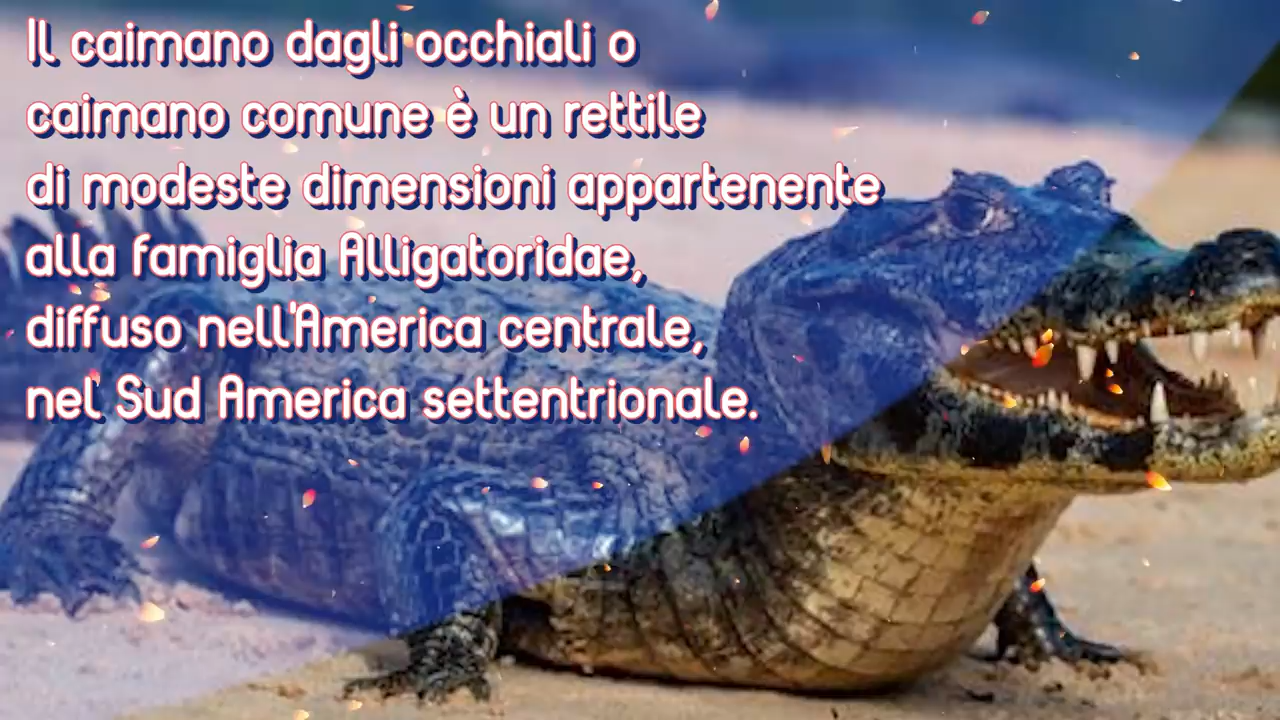 Il caimano dagli occhiali o
caimano comune è un rettile
di modeste dimensioni appartenente
alla famiglia Alligatoridae,
diffuso nell'America centrale,
nel Sud America settentrionale.